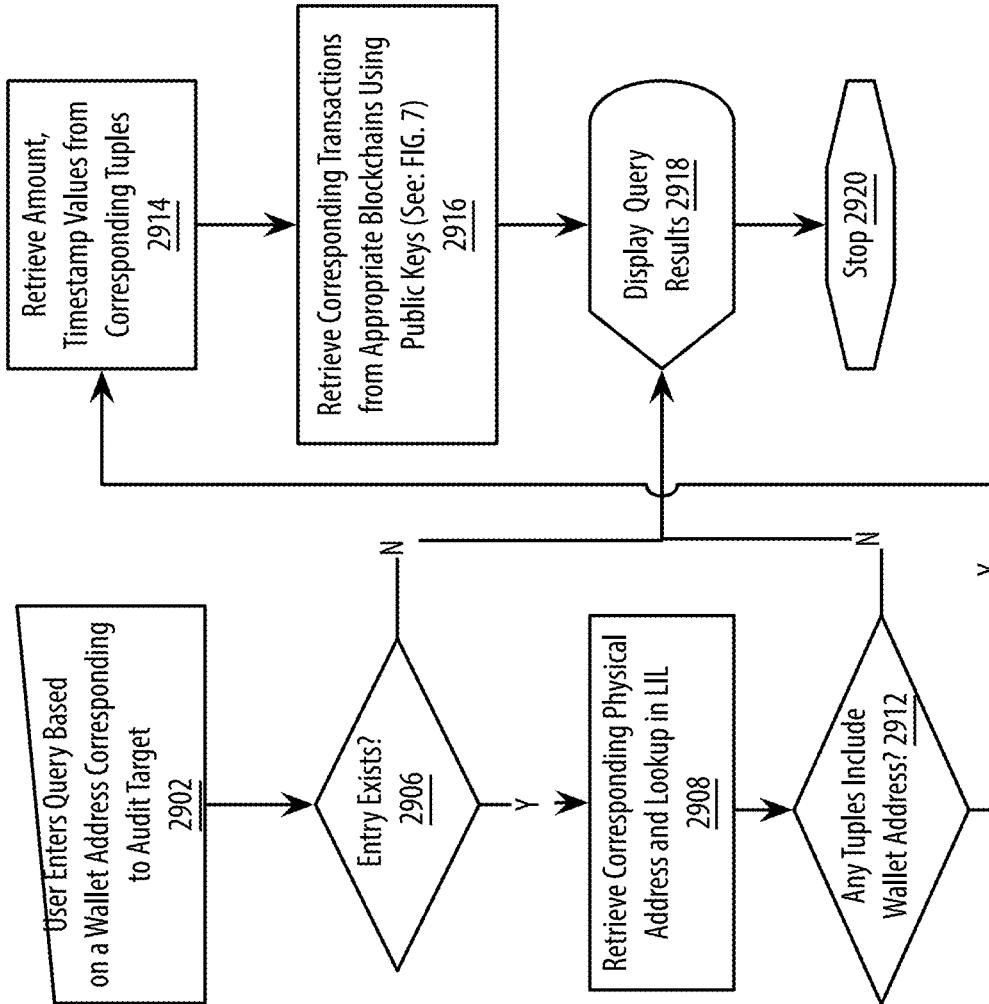 User Enters Query Based
on a Wallet Address Corresponding
to Audit Target
2902
Entry Exists?
2906
N
Y
Retrieve Corresponding Physical
Address and Lookup in LIL
2908
Any Tuples Include
Wallet Address? 2912
N
Y
Retrieve Amount,
Timestamp Values from
Corresponding Tuples
2914
Retrieve Corresponding Transactions
from Appropriate Blockchains Using
Public Keys (See: FIG. 7)
2916
Display Query
Results 2918
Stop 2920